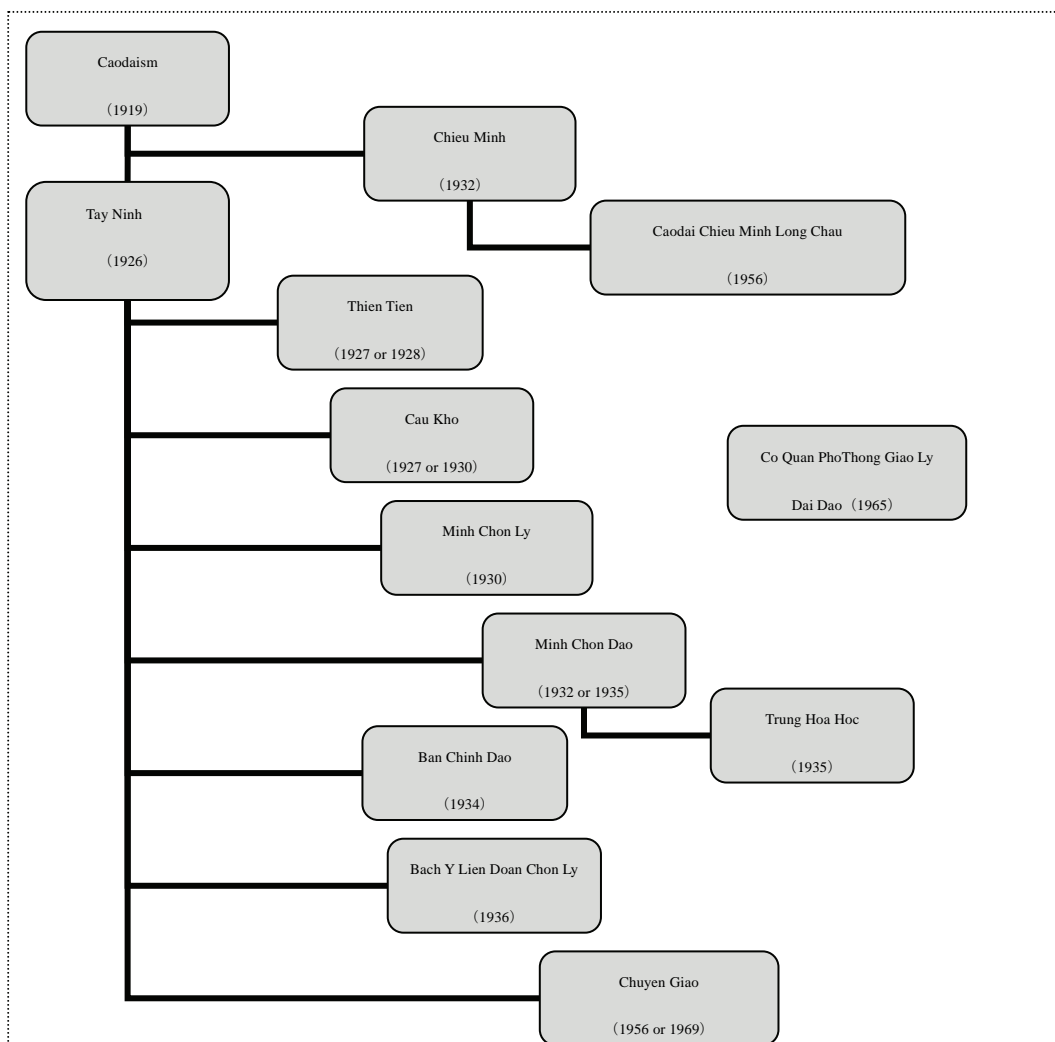 Caodaism
（1919）
Chieu Minh
（1932）
Tay Ninh
（1926）
Caodai Chieu Minh Long Chau
（1956）
Thien Tien
（1927 or 1928）
Cau Kho
（1927 or 1930）
Co Quan PhoThong Giao Ly
Dai Dao（1965）
Minh Chon Ly
（1930）
Minh Chon Dao
（1932 or 1935）
Trung Hoa Hoc
（1935）
Ban Chinh Dao
（1934）
Bach Y Lien Doan Chon Ly
（1936）
Chuyen Giao
（1956 or 1969）